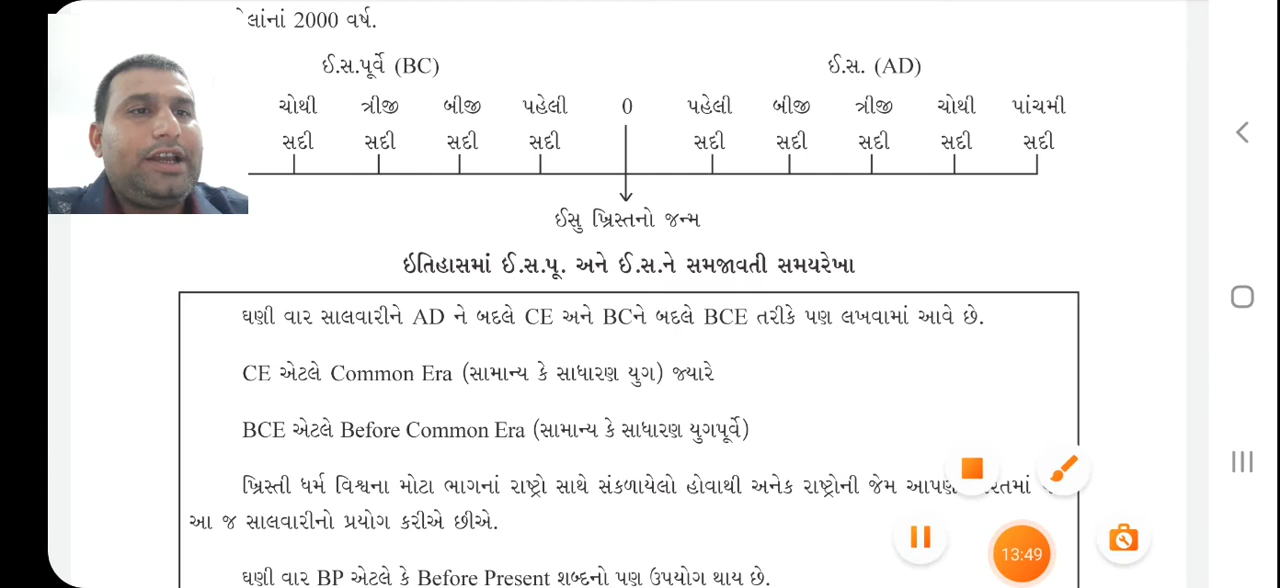 લાંનાં 2000 વર્ષ.
ઈ.સ.પૂર્વે (BC) ઈ.સ. (AD)
ચોથી ત્રીજી બીજી પહેલી 0 પહેલી બીજી ત્રીજી ચોથી પાંચમી
સદી સદી સદી સદી સદી સદી સદી સદી સદી
ઈસુ ખ્રિસ્તનો જન્મ
ઇતિહાસમાં ઈ.સ.પૂ. અને ઈ.સ.ને સમજાવતી સમયરેખા
ઘણી વાર સાલવારીને AD ને બદલે CE અને BCને બદલે BCE તરીકે પણ લખવામાં આવે છે.
CE એટલે Common Era (સામાન્ય કે સાધારણ યુગ) જ્યારે
BCE એટલે Before Common Era (સામાન્ય કે સાધારણ યુગપૂર્વે)
ખ્રિસ્તી ધર્મ વિશ્વના મોટા ભાગનાં રાષ્ટ્રો સાથે સંકળાયેલો હોવાથી અનેક રાષ્ટ્રોની જેમ આપણ
આ જ સાલવારીનો પ્રયોગ કરીએ છીએ.
13:49
ઘણી વાર BP એટલે કે Before Present શબ્દનો પણ ઉપયોગ થાય છે.